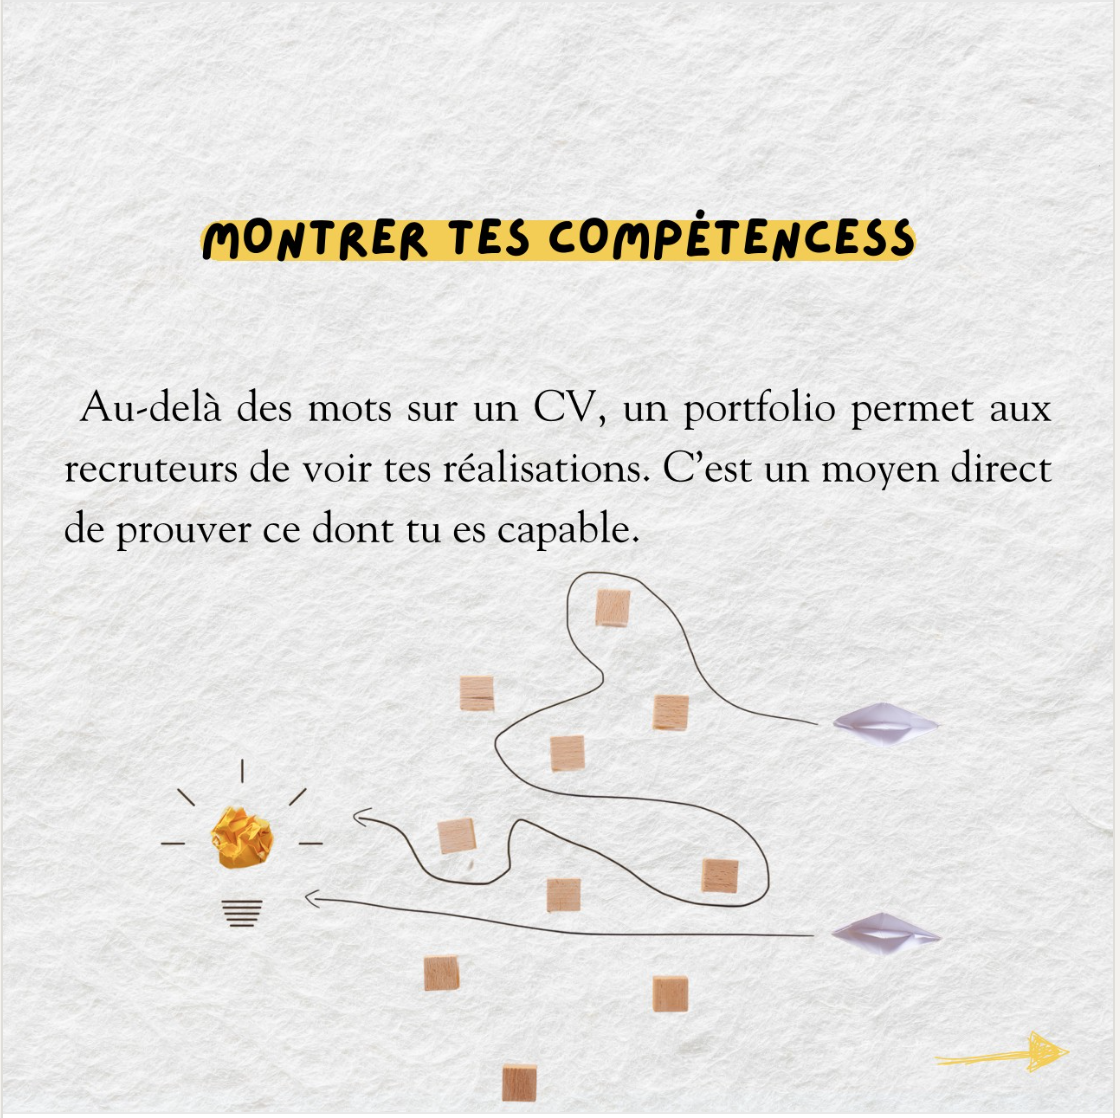 MONTRER TES COMPÉTENCESS
Au-delà des mots sur un CV, un portfolio permet aux
recruteurs de voir tes réalisations. C’est un moyen direct
de prouver ce dont tu es capable.